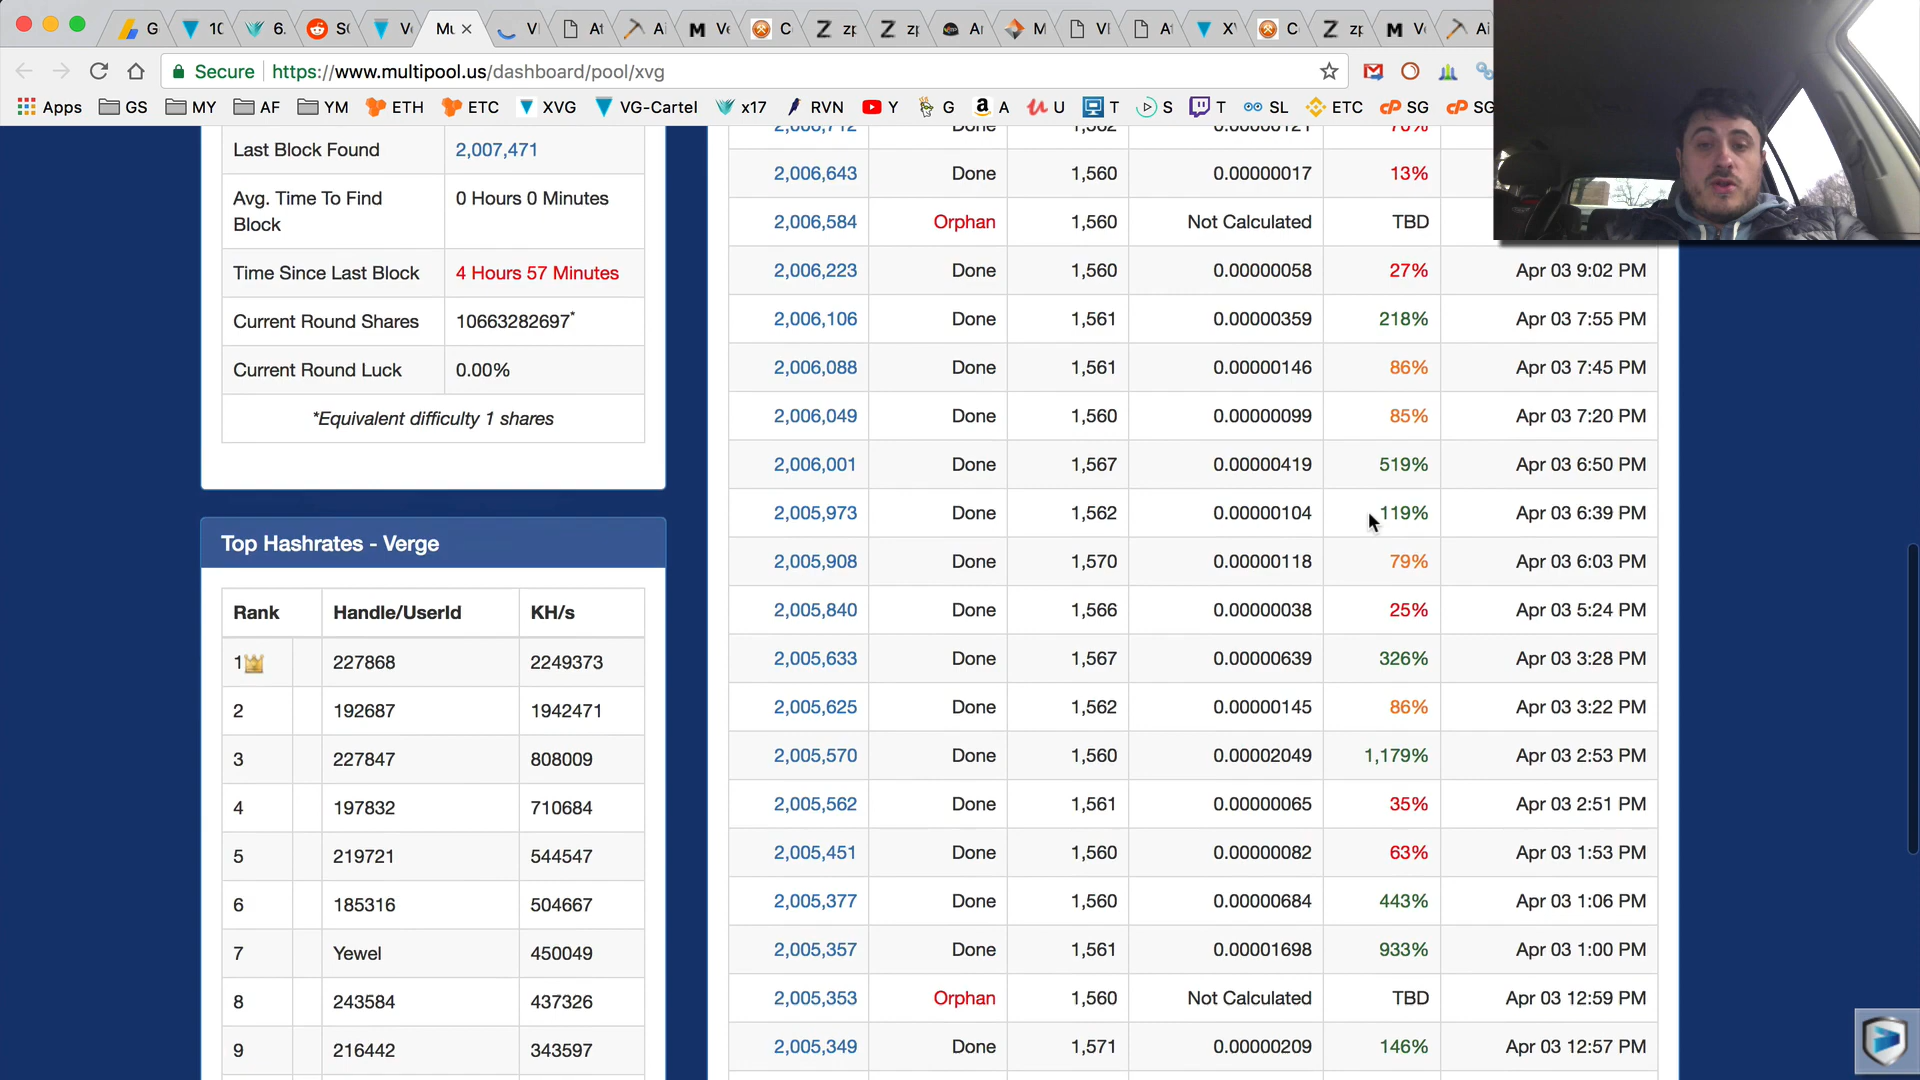 G
10
6.
S
V
Mu
V
At
Ai
Ve
C
zp
zp
Ar
M
VI
A
X
C
zp
V
Ai
Secure https://www.multipool.us/dashboard/pool/xvg
Apps GS MY AF YM ETH ETC XVG VG-Cartel x17 RVN Y G A U T S T SL ETC SG SG
Last Block Found 2,007,471
Avg. Time To Find Block 0 Hours 0 Minutes
Time Since Last Block 4 Hours 57 Minutes
Current Round Shares 10663282697*
Current Round Luck 0.00%
*Equivalent difficulty 1 shares
Top Hashrates - Verge
Rank Handle/UserId KH/s
1 227868 2249373
2 192687 1942471
3 227847 808009
4 197832 710684
5 219721 544547
6 185316 504667
7 Yewel 450049
8 243584 437326
9 216442 343597
2,006,643 Done 1,560 0.00000017 13%
2,006,584 Orphan 1,560 Not Calculated TBD
2,006,223 Done 1,560 0.00000058 27% Apr 03 9:02 PM
2,006,106 Done 1,561 0.00000359 218% Apr 03 7:55 PM
2,006,088 Done 1,561 0.00000146 86% Apr 03 7:45 PM
2,006,049 Done 1,560 0.00000099 85% Apr 03 7:20 PM
2,006,001 Done 1,567 0.00000419 519% Apr 03 6:50 PM
2,005,973 Done 1,562 0.00000104 119% Apr 03 6:39 PM
2,005,908 Done 1,570 0.00000118 79% Apr 03 6:03 PM
2,005,840 Done 1,566 0.00000038 25% Apr 03 5:24 PM
2,005,633 Done 1,567 0.00000639 326% Apr 03 3:28 PM
2,005,625 Done 1,562 0.00000145 86% Apr 03 3:22 PM
2,005,570 Done 1,560 0.00002049 1,179% Apr 03 2:53 PM
2,005,562 Done 1,561 0.00000065 35% Apr 03 2:51 PM
2,005,451 Done 1,560 0.00000082 63% Apr 03 1:53 PM
2,005,377 Done 1,560 0.00000684 443% Apr 03 1:06 PM
2,005,357 Done 1,561 0.00001698 933% Apr 03 1:00 PM
2,005,353 Orphan 1,560 Not Calculated TBD Apr 03 12:59 PM
2,005,349 Done 1,571 0.00000209 146% Apr 03 12:57 PM